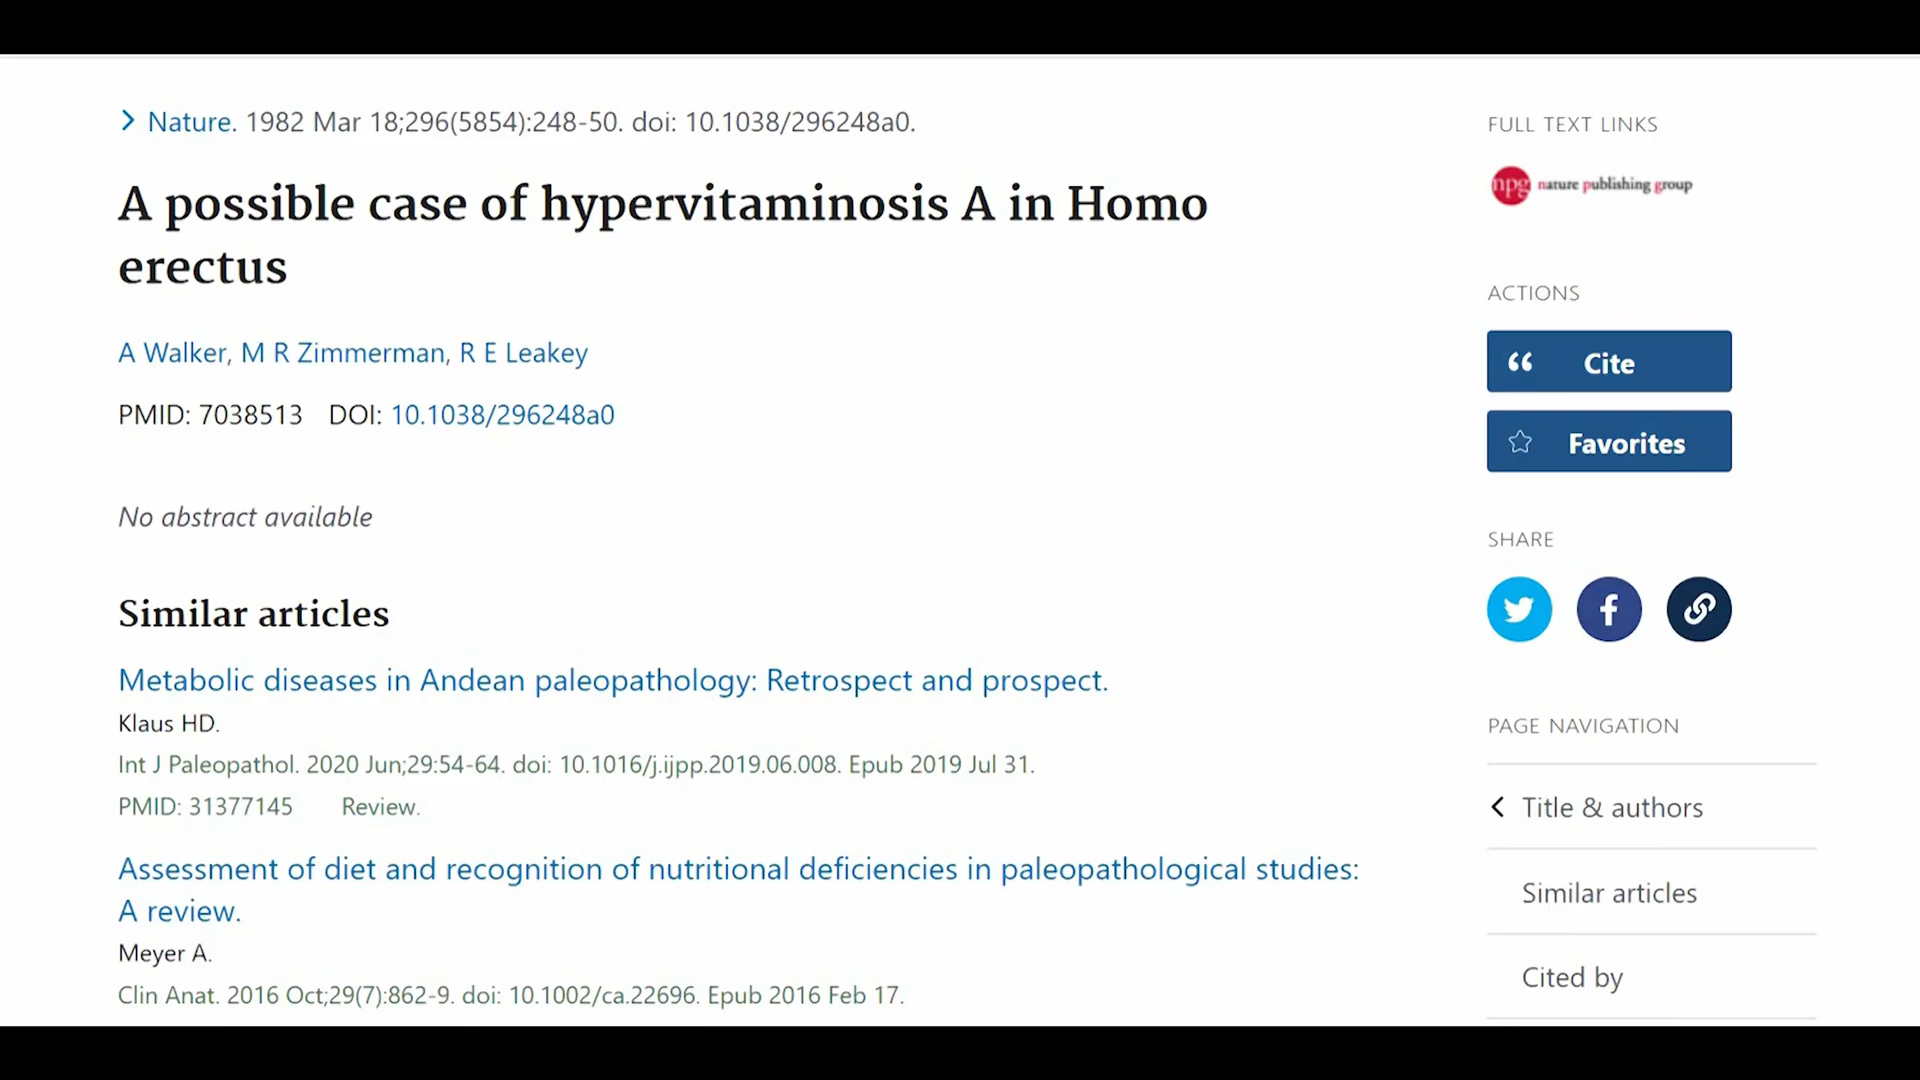 Nature. 1982 Mar 18;296(5854):248-50. doi: 10.1038/296248a0.
A possible case of hypervitaminosis A in Homo
erectus
A Walker, M R Zimmerman, R E Leakey
PMID: 7038513 DOI: 10.1038/296248a0
No abstract available
Similar articles
Metabolic diseases in Andean paleopathology: Retrospect and prospect.
Klaus HD.
Int J Paleopathol. 2020 Jun;29:54-64. doi: 10.1016/j.ijpp.2019.06.008. Epub 2019 Jul 31.
PMID: 31377145 Review.
Assessment of diet and recognition of nutritional deficiencies in paleopathological studies:
A review.
Meyer A.
Clin Anat. 2016 Oct;29(7):862-9. doi: 10.1002/ca.22696. Epub 2016 Feb 17.
FULL TEXT LINKS
npg nature publishing group
ACTIONS
Cite
Favorites
SHARE
PAGE NAVIGATION
Title & authors
Similar articles
Cited by